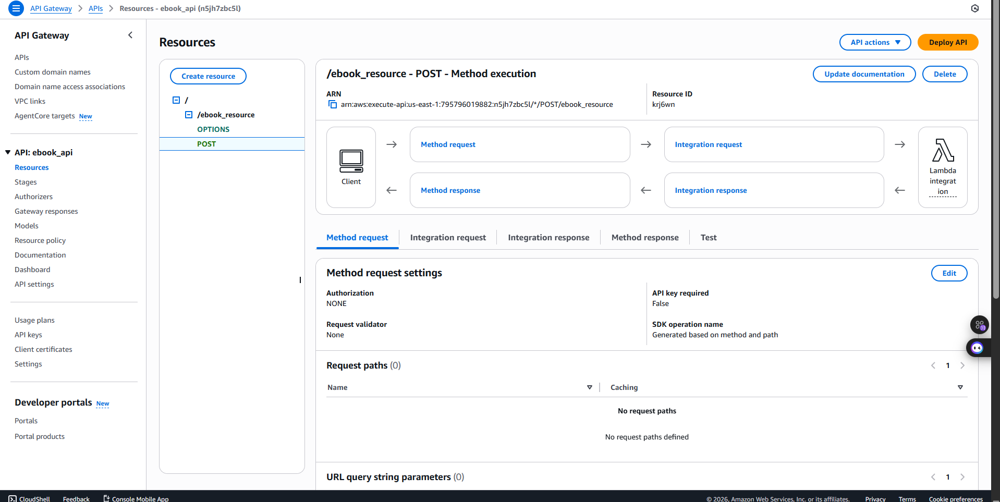 API Gateway > APIs > Resources - ebook_api (n5jh7zbc5l)
API Gateway
APIs
Custom domain names
Domain name access associations
VPC links
AgentCore targets New
API: ebook_api
Resources
Stages
Authorizers
Gateway responses
Models
Resource policy
Documentation
Dashboard
API settings
Usage plans
API keys
Client certificates
Settings
Developer portals New
Portals
Portal products
Resources
API actions
Deploy API
Create resource
/
/ebook_resource
OPTIONS
POST
/ebook_resource - POST - Method execution
Update documentation
Delete
ARN
arn:aws:execute-api:us-east-1:795796019882:n5jh7zbc5l/*/POST/ebook_resource
Resource ID
krj6wn
Client
Method request
Integration request
Method response
Integration response
Lambda
integrat
ion
Method request
Integration request
Integration response
Method response
Test
Method request settings
Edit
Authorization
NONE
API key required
False
Request validator
None
SDK operation name
Generated based on method and path
Request paths (0)
1
Name
Caching
No request paths
No request paths defined
URL query string parameters (0)
1
CloudShell
Feedback
Console Mobile App
© 2026, Amazon Web Services, Inc. or its affiliates.
Privacy
Terms
Cookie preferences